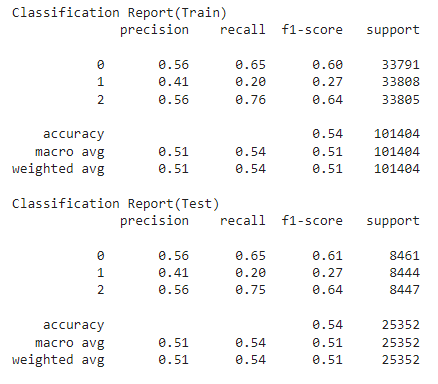 Classification Report(Train)
precision recall f1-score support
0 0.56 0.65 0.60 33791
1 0.41 0.20 0.27 33808
2 0.56 0.76 0.64 33805
accuracy 0.54 101404
macro avg 0.51 0.54 0.51 101404
weighted avg 0.51 0.54 0.51 101404
Classification Report(Test)
precision recall f1-score support
0 0.56 0.65 0.61 8461
1 0.41 0.20 0.27 8444
2 0.56 0.75 0.64 8447
accuracy 0.54 25352
macro avg 0.51 0.54 0.51 25352
weighted avg 0.51 0.54 0.51 25352